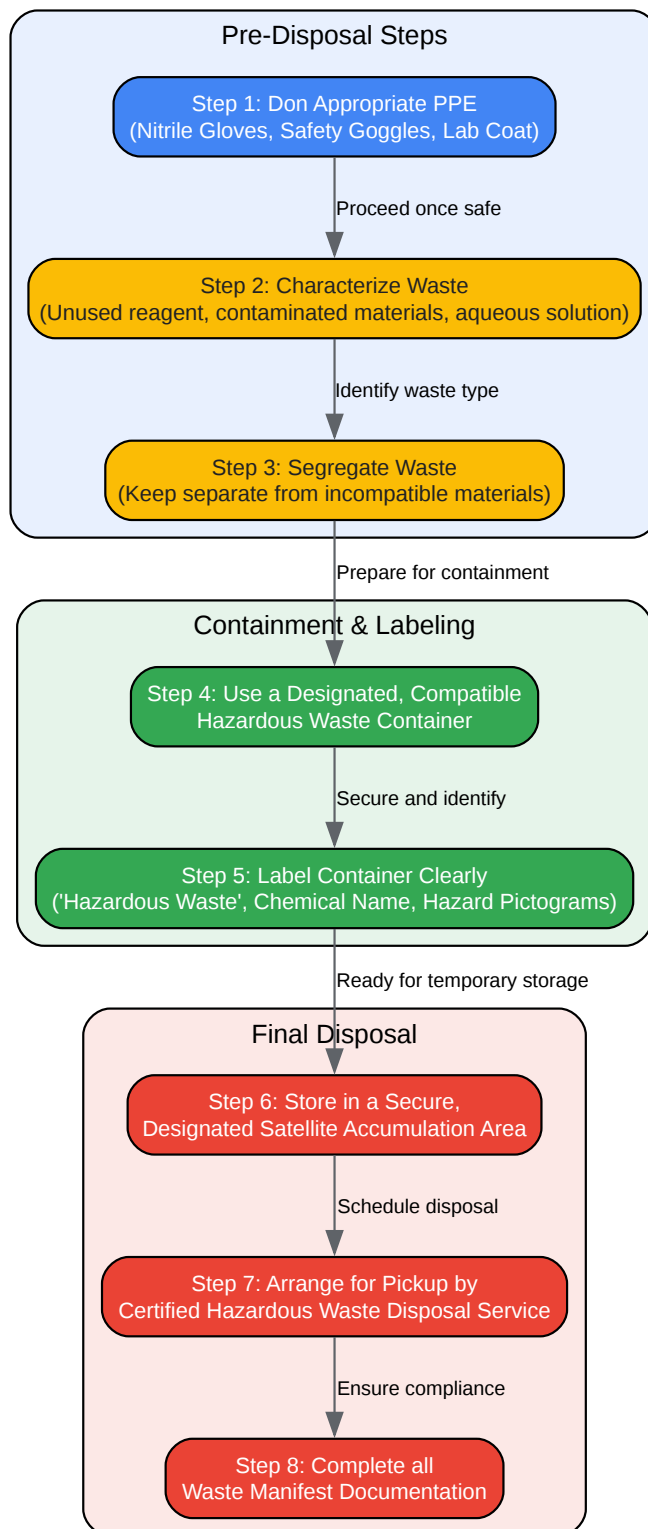 Pre-Disposal Steps
Step 1: Don Appropriate PPE
(Nitrile Gloves, Safety Goggles, Lab Coat)
Proceed once safe
Step 2: Characterize Waste
(Unused reagent, contaminated materials, aqueous solution)
Identify waste type
Step 3: Segregate Waste
(Keep separate from incompatible materials)
Prepare for containment
Containment & Labeling
Step 4: Use a Designated, Compatible
Hazardous Waste Container
Secure and identify
Step 5: Label Container Clearly
('Hazardous Waste', Chemical Name, Hazard Pictograms)
Ready for temporary storage
Final Disposal
Step 6: Store in a Secure,
Designated Satellite Accumulation Area
Schedule disposal
Step 7: Arrange for Pickup by
Certified Hazardous Waste Disposal Service
Ensure compliance
Step 8: Complete all
Waste Manifest Documentation